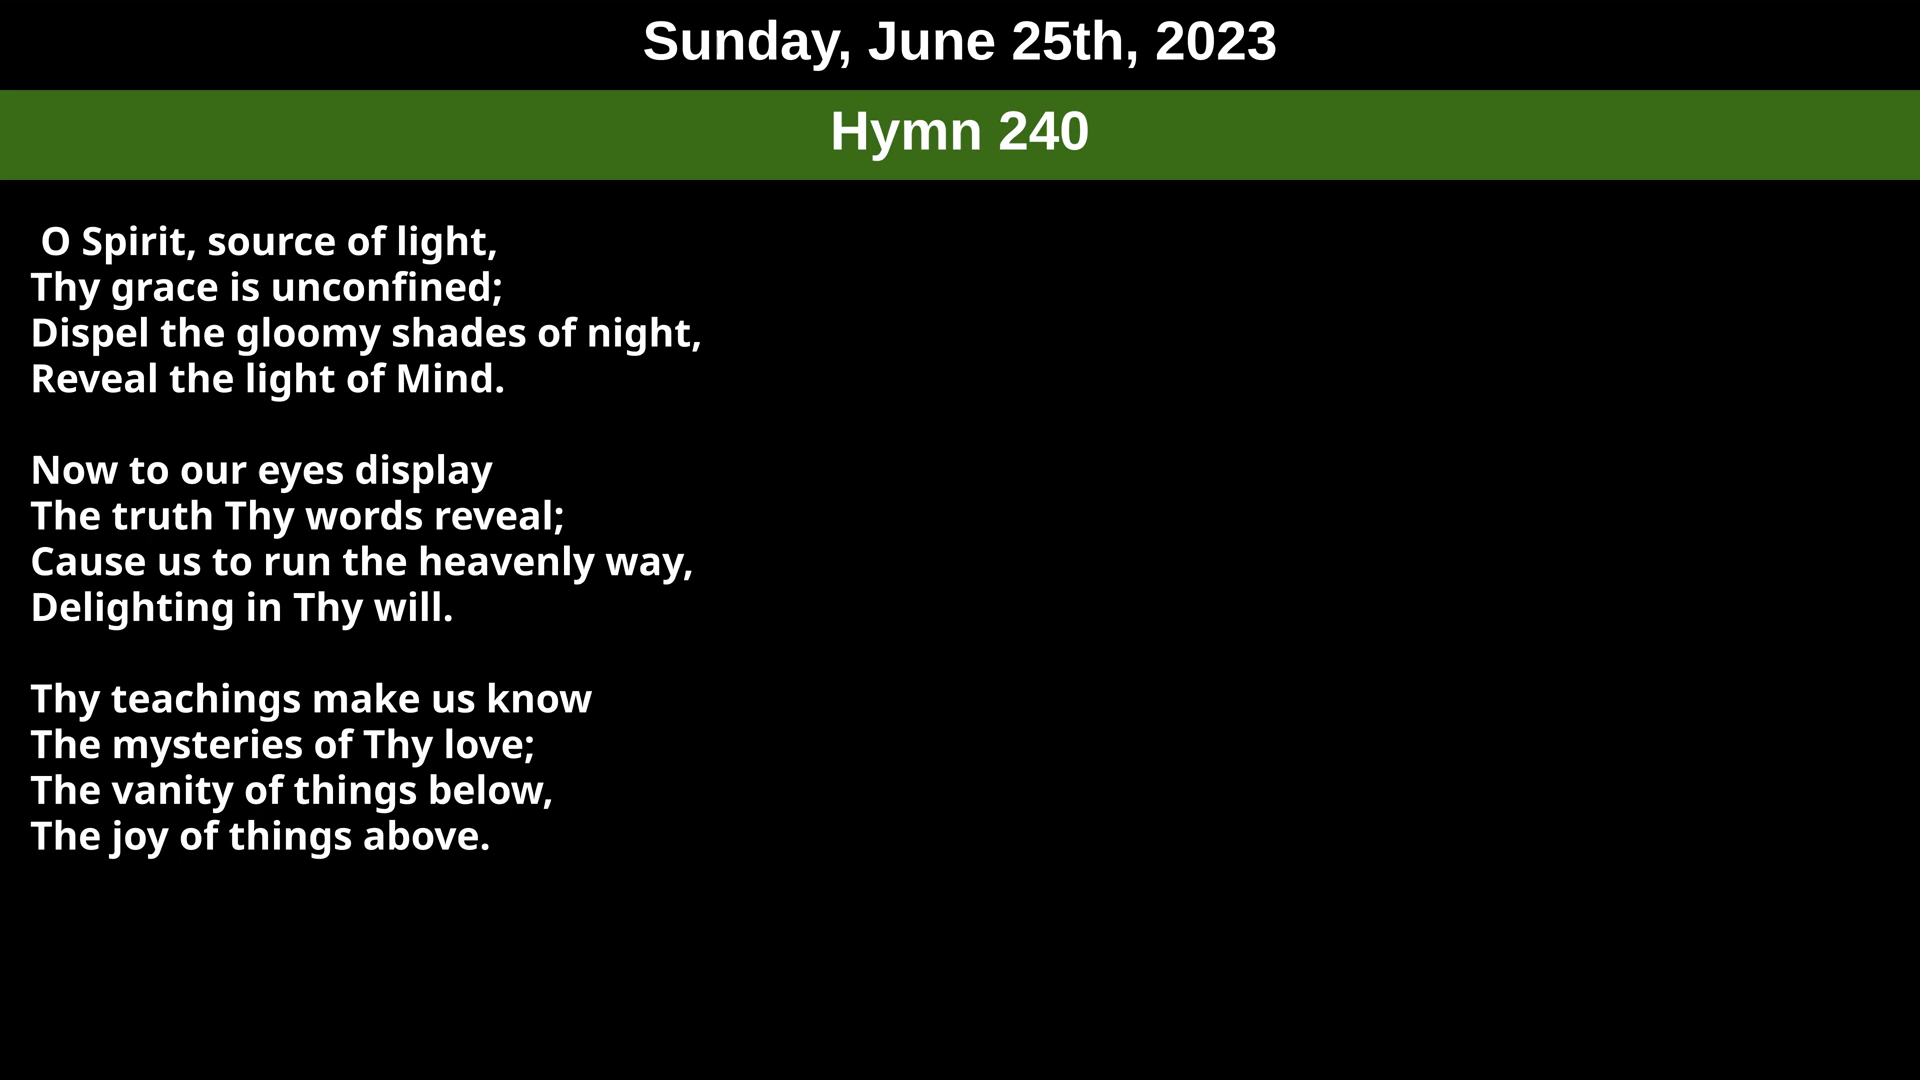 Sunday, June 25th, 2023
Hymn 240
O Spirit, source of light,
Thy grace is unconfined;
Dispel the gloomy shades of night,
Reveal the light of Mind.
Now to our eyes display
The truth Thy words reveal;
Cause us to run the heavenly way,
Delighting in Thy will.
Thy teachings make us know
The mysteries of Thy love;
The vanity of things below,
The joy of things above.